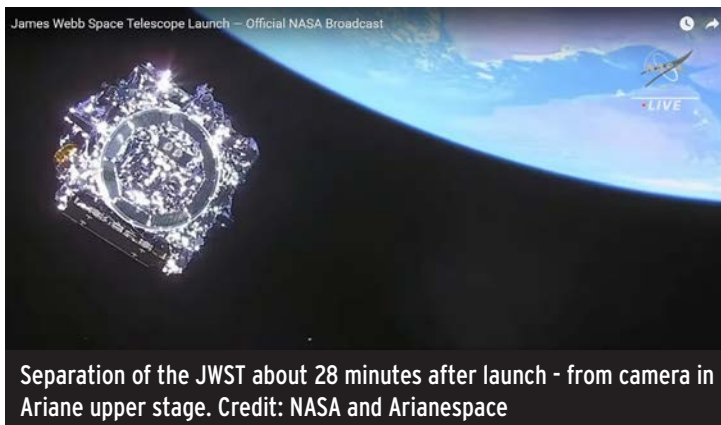 James Webb Space Telescope Launch — Official NASA Broadcast
NASA
LIVE
Separation of the JWST about 28 minutes after launch - from camera in
Ariane upper stage. Credit: NASA and Arianespace